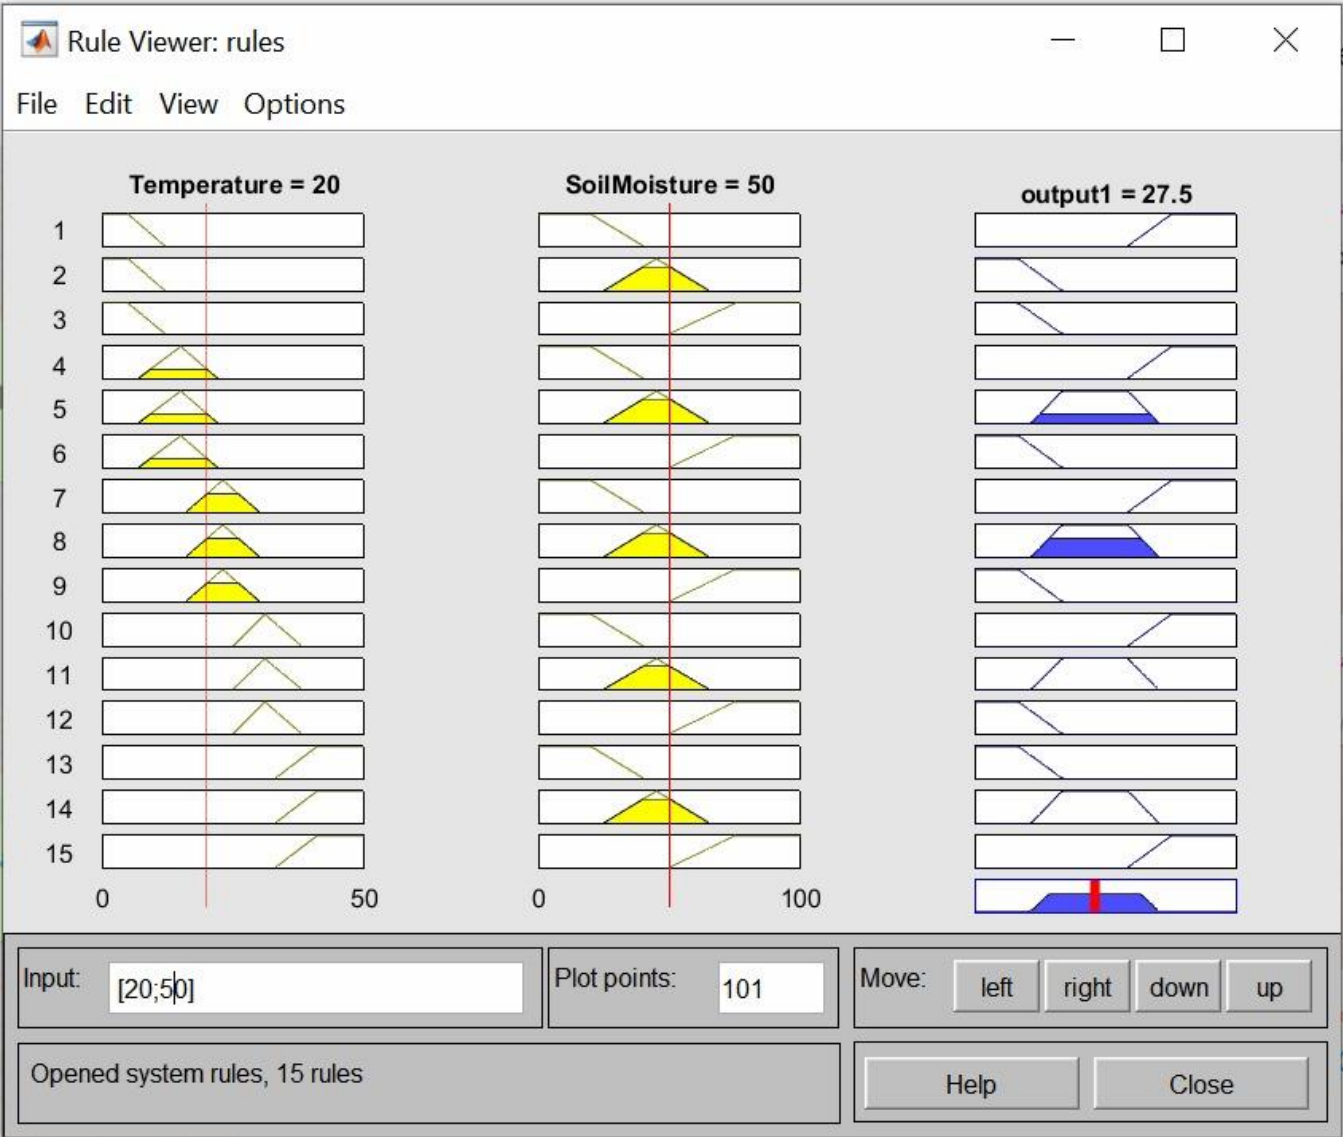 Rule Viewer: rules
File Edit View Options
Temperature = 20 SoilMoisture = 50 output1 = 27.5
1
2
3
4
5
6
7
8
9
10
11
12
13
14
15
0 50 0 100
Input: [20;50] Plot points: 101 Move: left right down up
Opened system rules, 15 rules Help Close